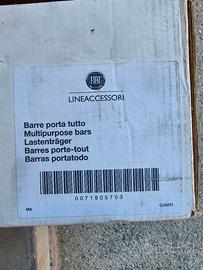 FIAT
LINEACCESSORI
Barre porta tutto
Multipurpose bars
Lastenträger
Barres porte-tout
Barras portatodo
0071805703